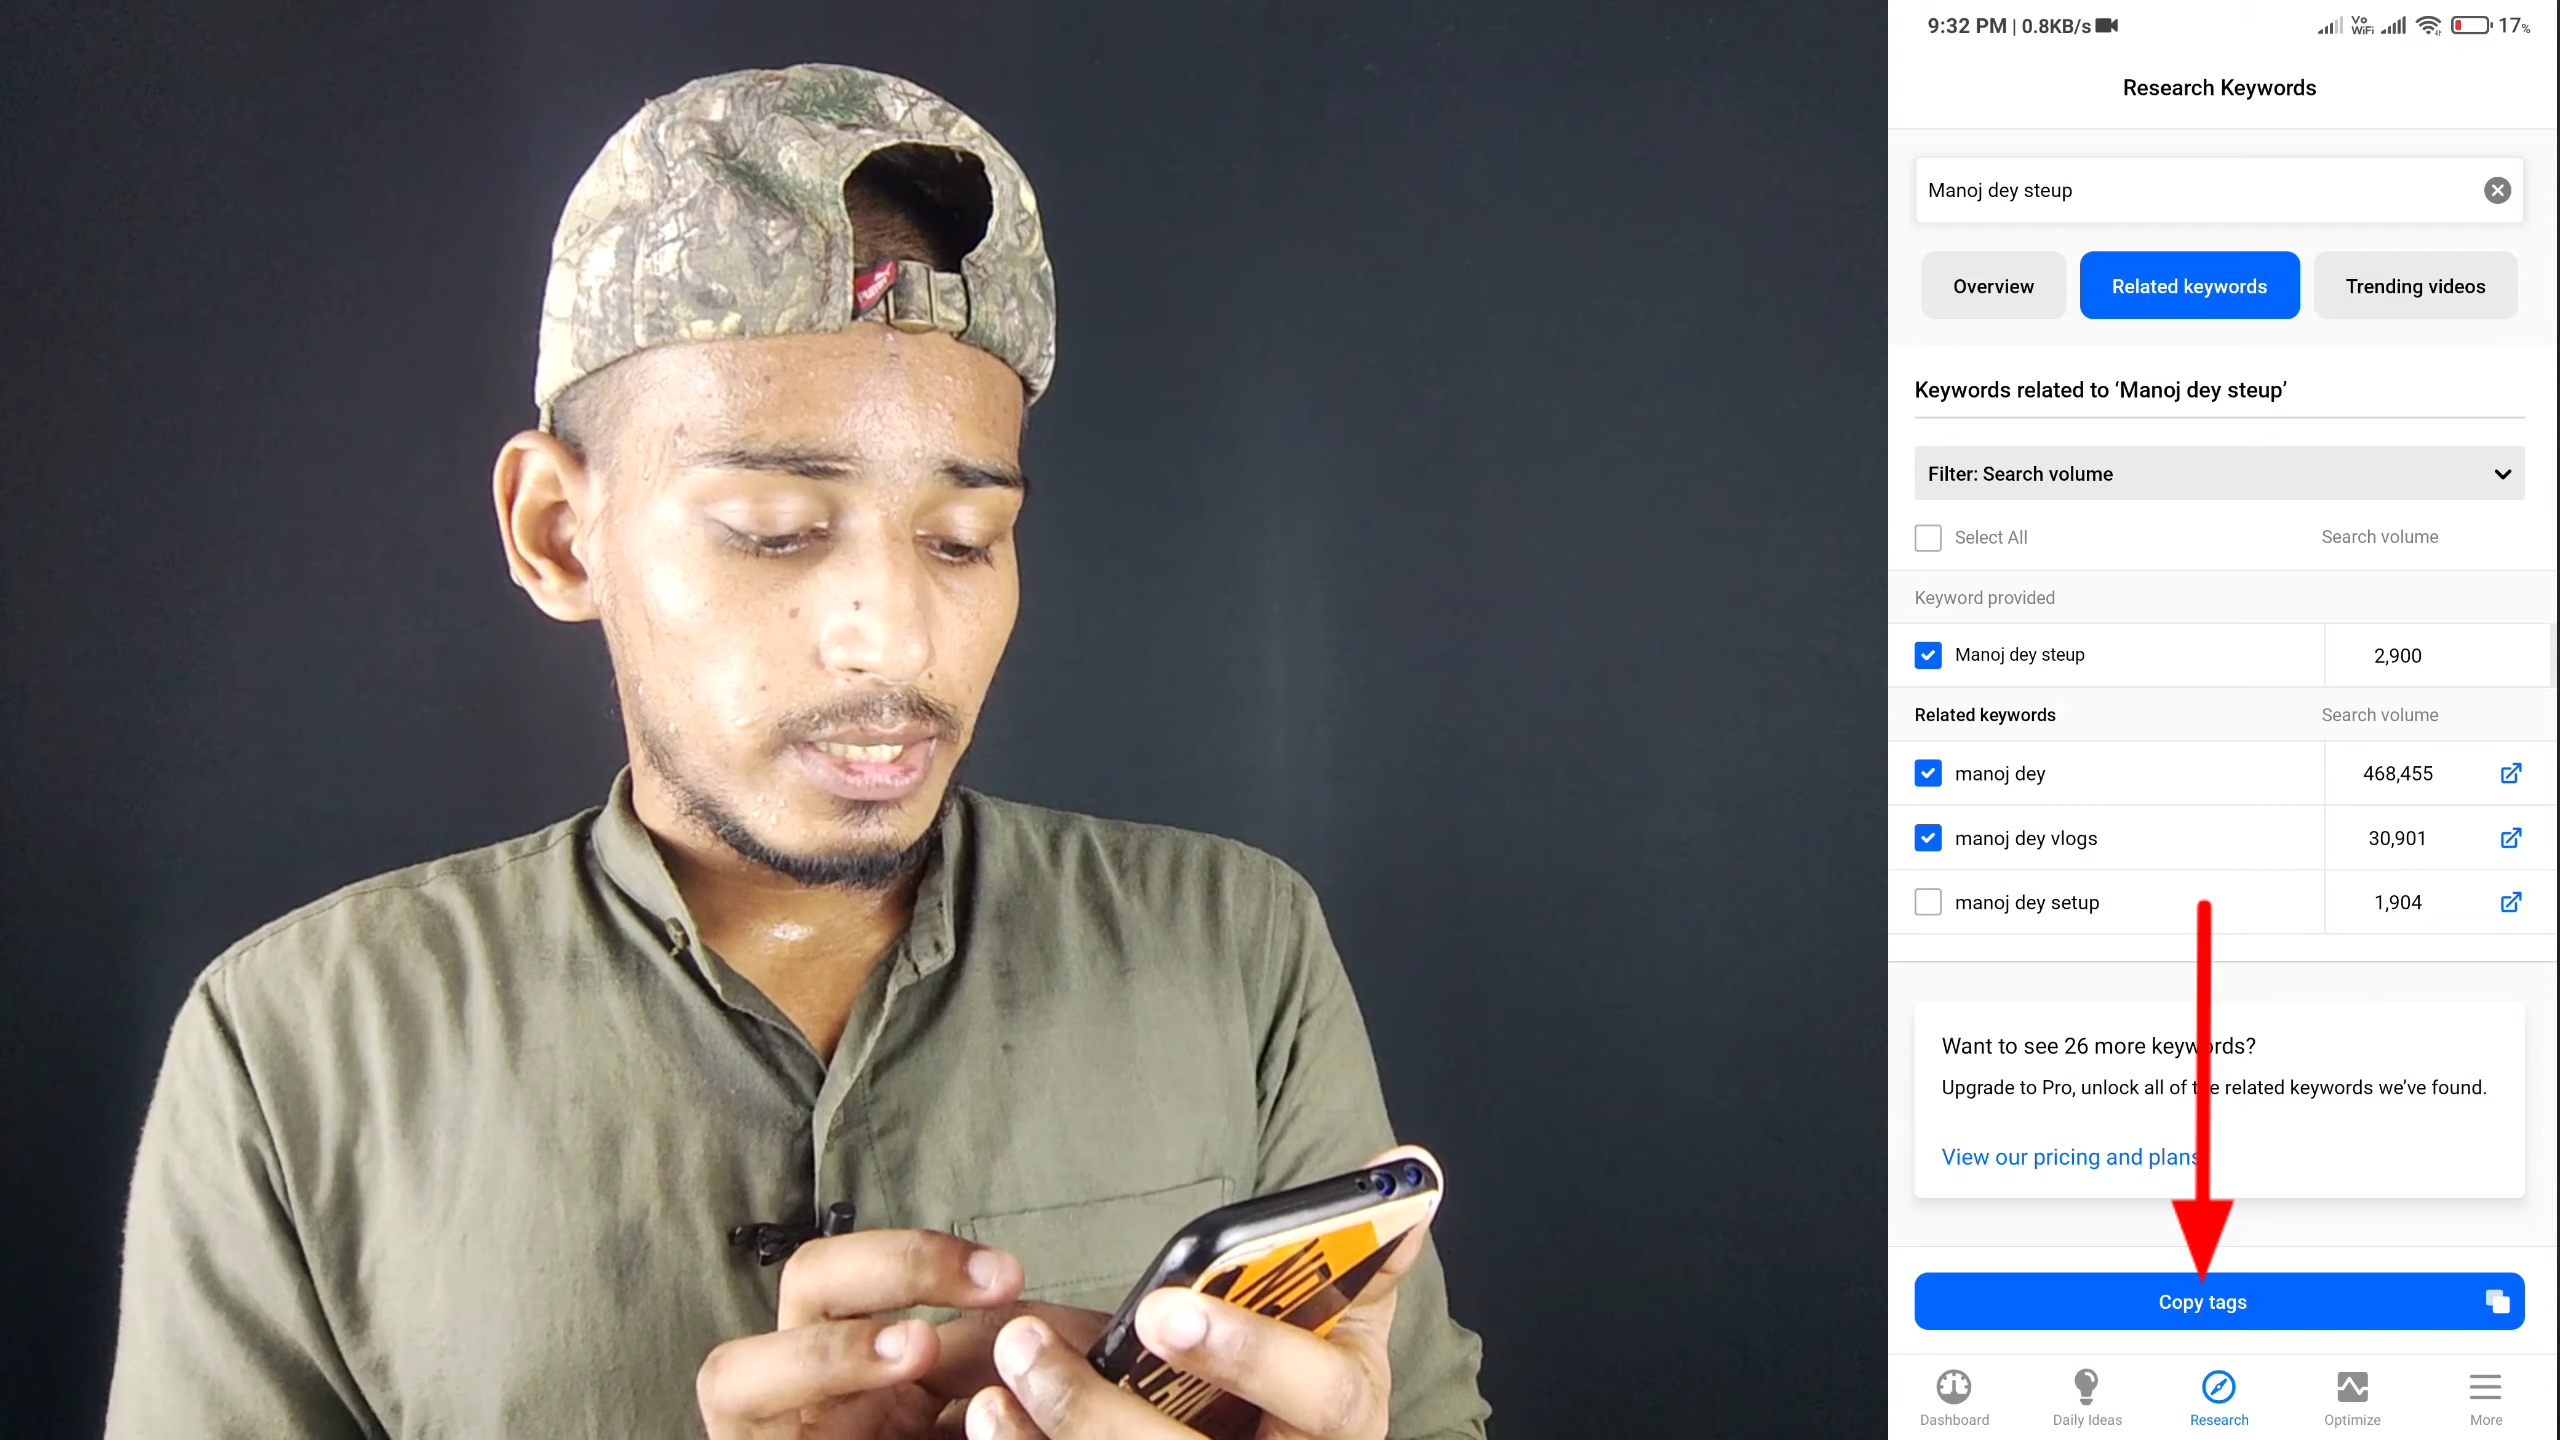 9:32 PM | 0.8KB/s
Vo
WiFi
17%
Research Keywords
Manoj dey steup
Overview
Related keywords
Trending videos
Keywords related to ‘Manoj dey steup’
Filter: Search volume
Select All
Search volume
Keyword provided
Manoj dey steup
2,900
Related keywords
Search volume
manoj dey
468,455
manoj dey vlogs
30,901
manoj dey setup
1,904
Want to see 26 more keywords?
Upgrade to Pro, unlock all of the related keywords we’ve found.
View our pricing and plans
Copy tags
Dashboard
Daily Ideas
Research
Optimize
More